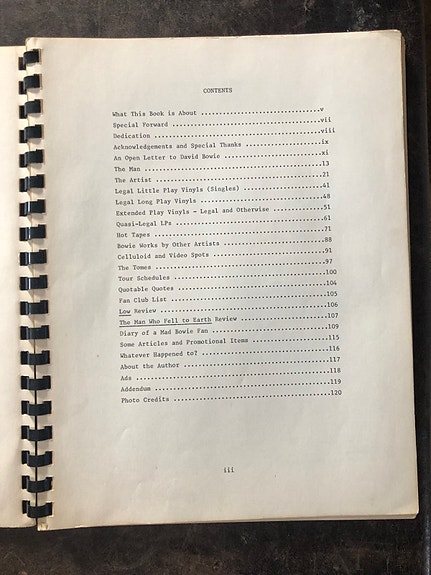 CONTENTS
What This Book is About ................................v
Special Forward ........................................vii
Dedication .............................................viii
Acknowledgements and Special Thanks ....................ix
An Open Letter to David Bowie ..........................xi
The Man ................................................13
The Artist .............................................21
Legal Little Play Vinyls (Singles) .....................41
Legal Long Play Vinyls .................................48
Extended Play Vinyls - Legal and Otherwise .............51
Quasi-Legal LPs ........................................61
Hot Tapes ..............................................71
Bowie Works by Other Artists ...........................88
Celluloid and Video Spots ..............................91
The Tomes ..............................................97
Tour Schedules .........................................100
Quotable Quotes ........................................104
Fan Club List ..........................................105
Low Review .............................................106
The Man Who Fell to Earth Review .......................107
Diary of a Mad Bowie Fan ...............................109
Some Articles and Promotional Items ....................115
Whatever Happened to? ..................................116
About the Author .......................................117
Ads ....................................................118
Addendum ...............................................119
Photo Credits ..........................................120
iii